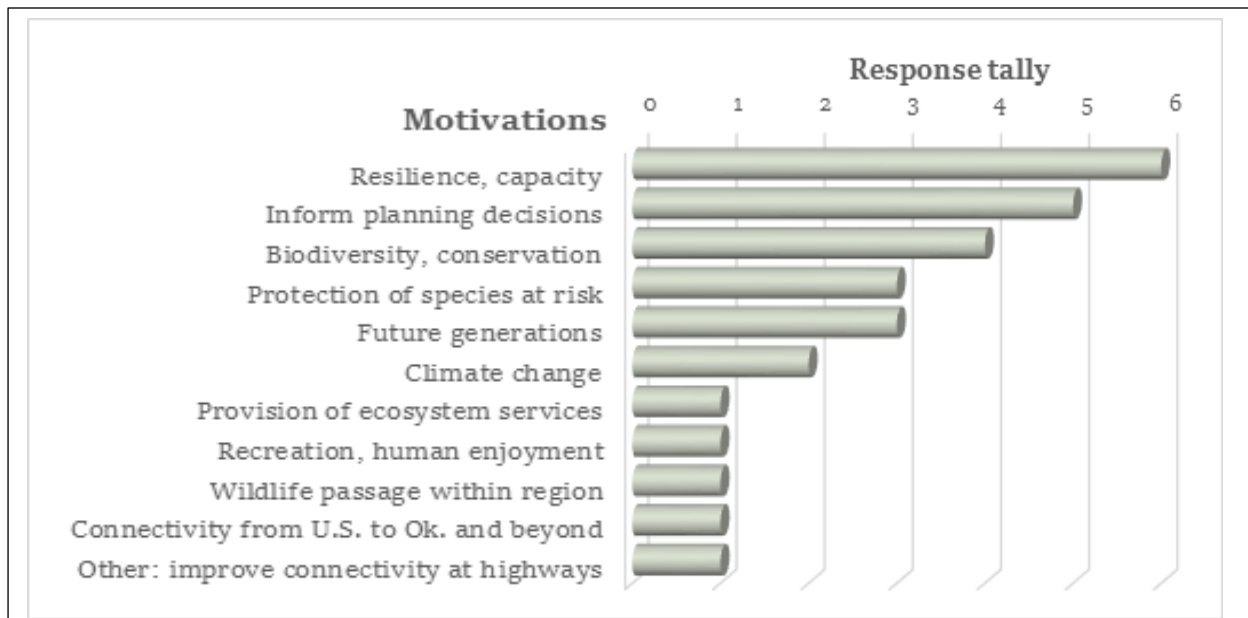 Response tally
0 1 2 3 4 5 6
Motivations
Resilience, capacity
Inform planning decisions
Biodiversity, conservation
Protection of species at risk
Future generations
Climate change
Provision of ecosystem services
Recreation, human enjoyment
Wildlife passage within region
Connectivity from U.S. to Ok. and beyond
Other: improve connectivity at highways